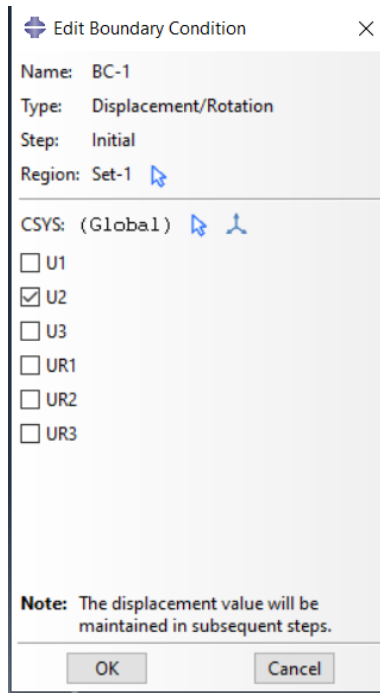 Edit Boundary Condition
Name: BC-1
Type: Displacement/Rotation
Step: Initial
Region: Set-1
CSYS: (Global)
U1
U2
U3
UR1
UR2
UR3
Note: The displacement value will be
maintained in subsequent steps.
OK Cancel